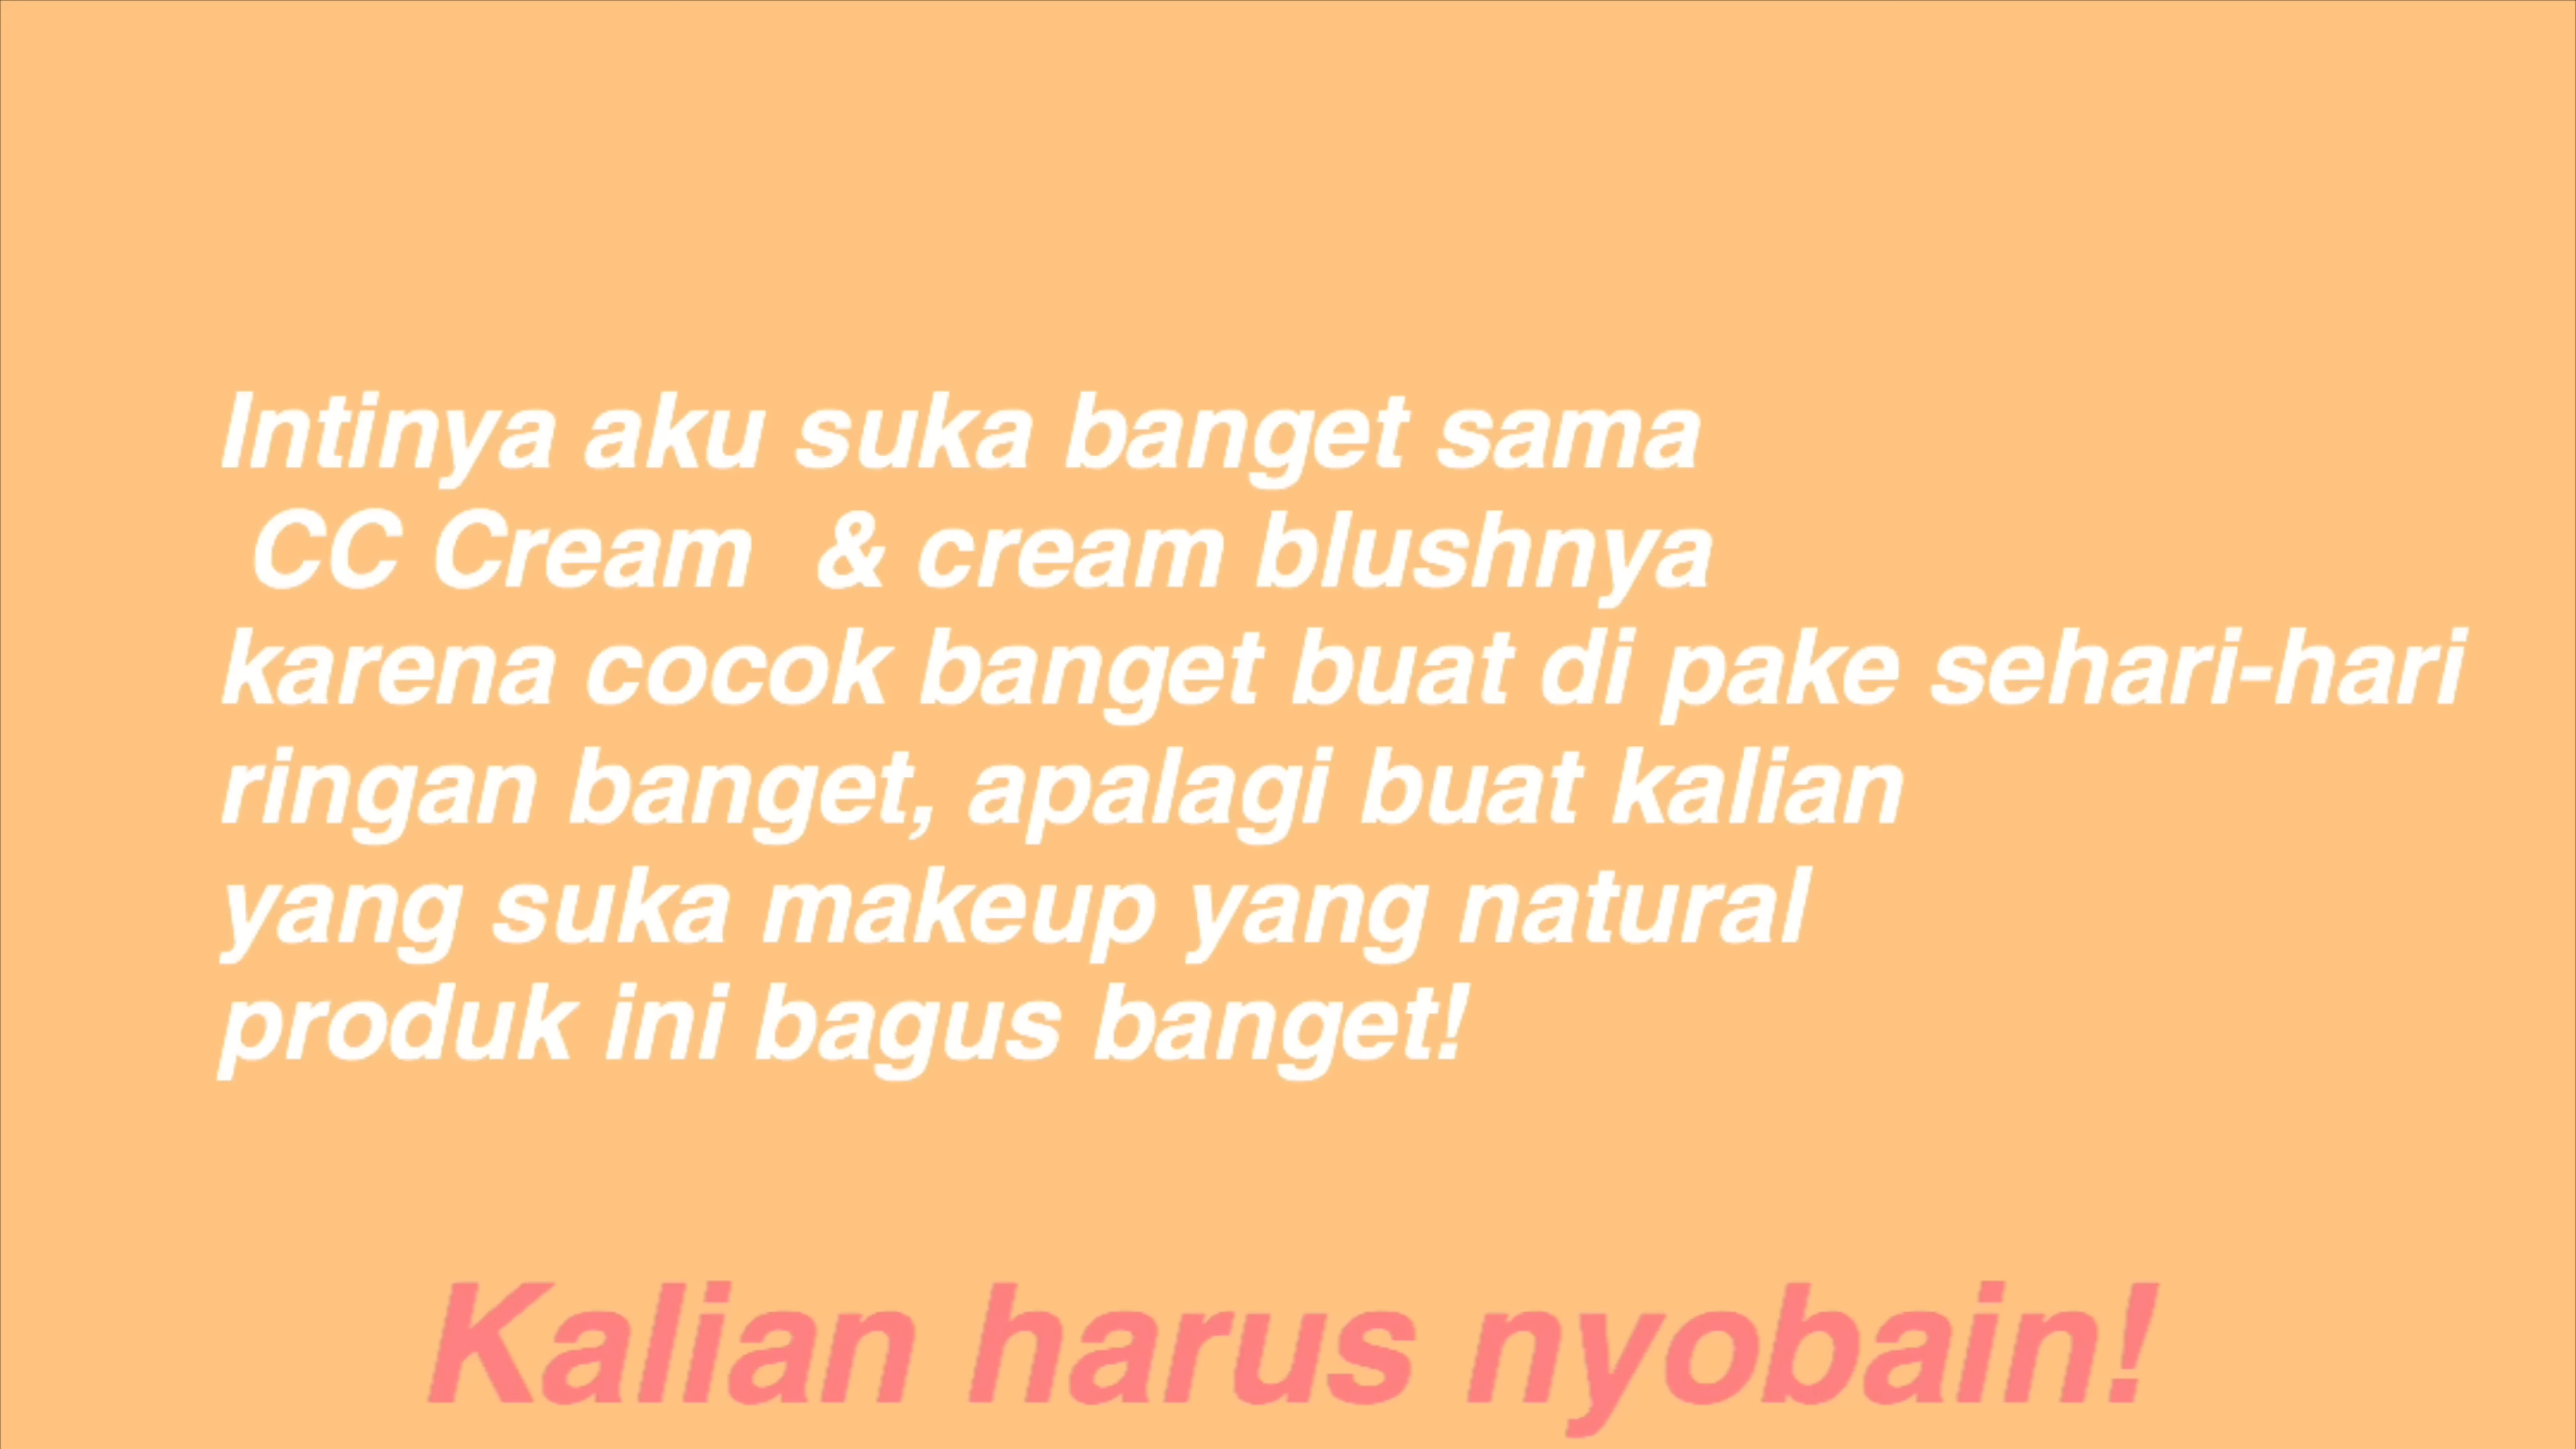 Intinya aku suka banget sama
CC Cream & cream blushnya
karena cocok banget buat di pake sehari-hari
ringan banget, apalagi buat kalian
yang suka makeup yang natural
produk ini bagus banget!
Kalian harus nyobain!